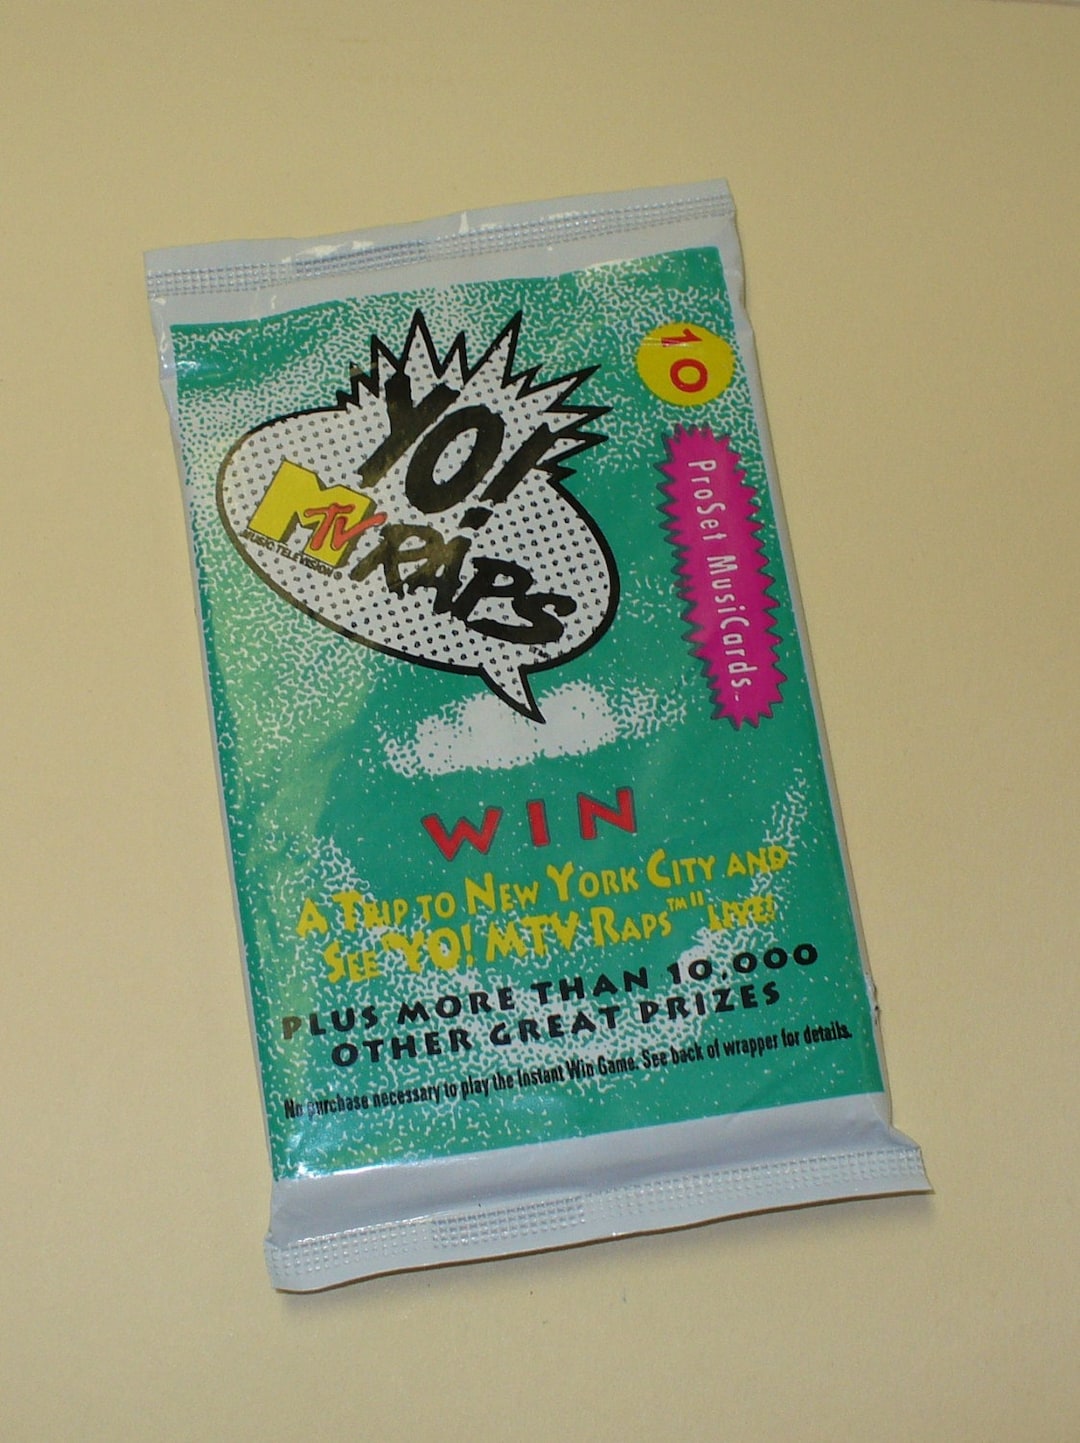 10
YO!
MTV
MUSIC TELEVISION®
RAPS
ProSet MusiCards
WIN
A TRIP TO NEW YORK CITY AND
SEE "YO! MTV RAPS™" LIVE!
PLUS MORE THAN 10,000
OTHER GREAT PRIZES
No purchase necessary to play the Instant Win Game. See back of wrapper for details.